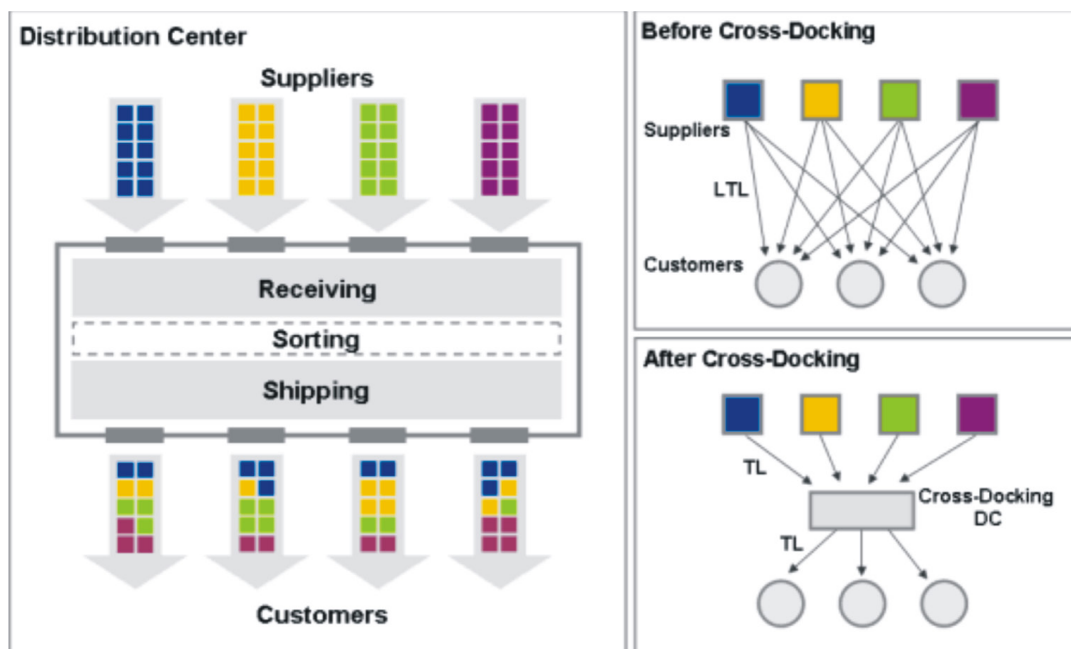 Distribution Center
Suppliers
Receiving
Sorting
Shipping
Customers
Before Cross-Docking
Suppliers
LTL
Customers
After Cross-Docking
TL
Cross-Docking
DC
TL